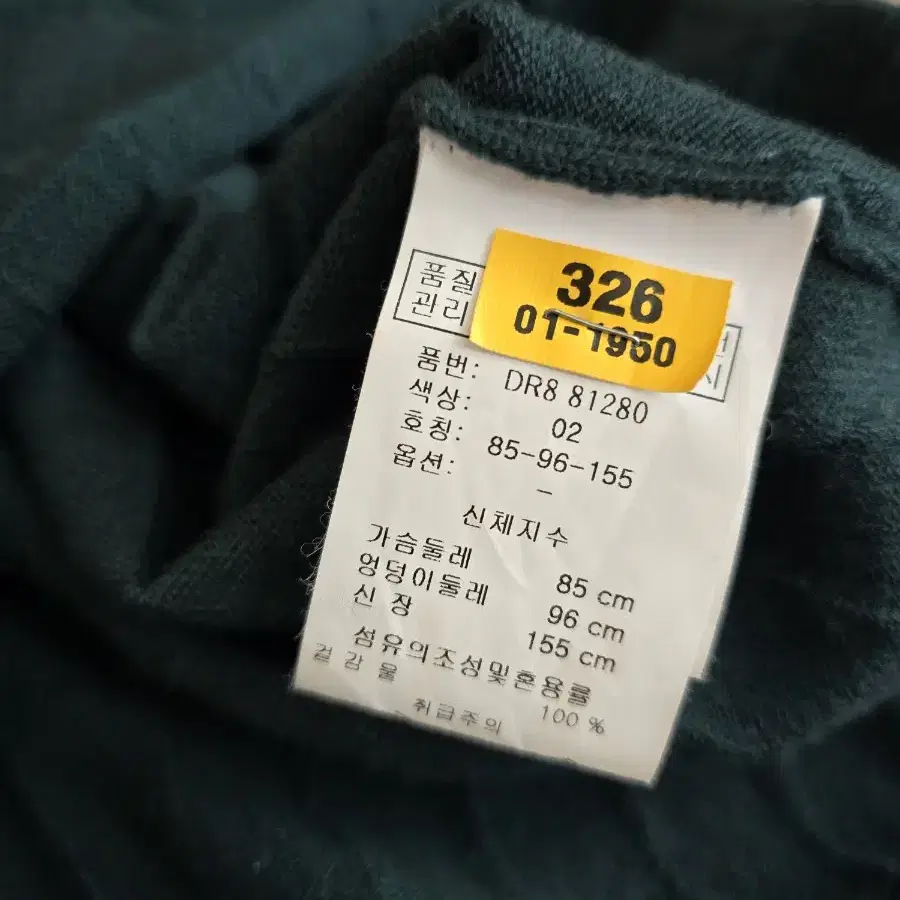 326
01-1950
품질
관리
품번: DR8 81280
색상: 02
호칭: 85-96-155
옵션: -
신체지수
가슴둘레 85 cm
엉덩이둘레 96 cm
신 장 155 cm
섬유의조성및혼용률
겉감 울 100 %
취급주의